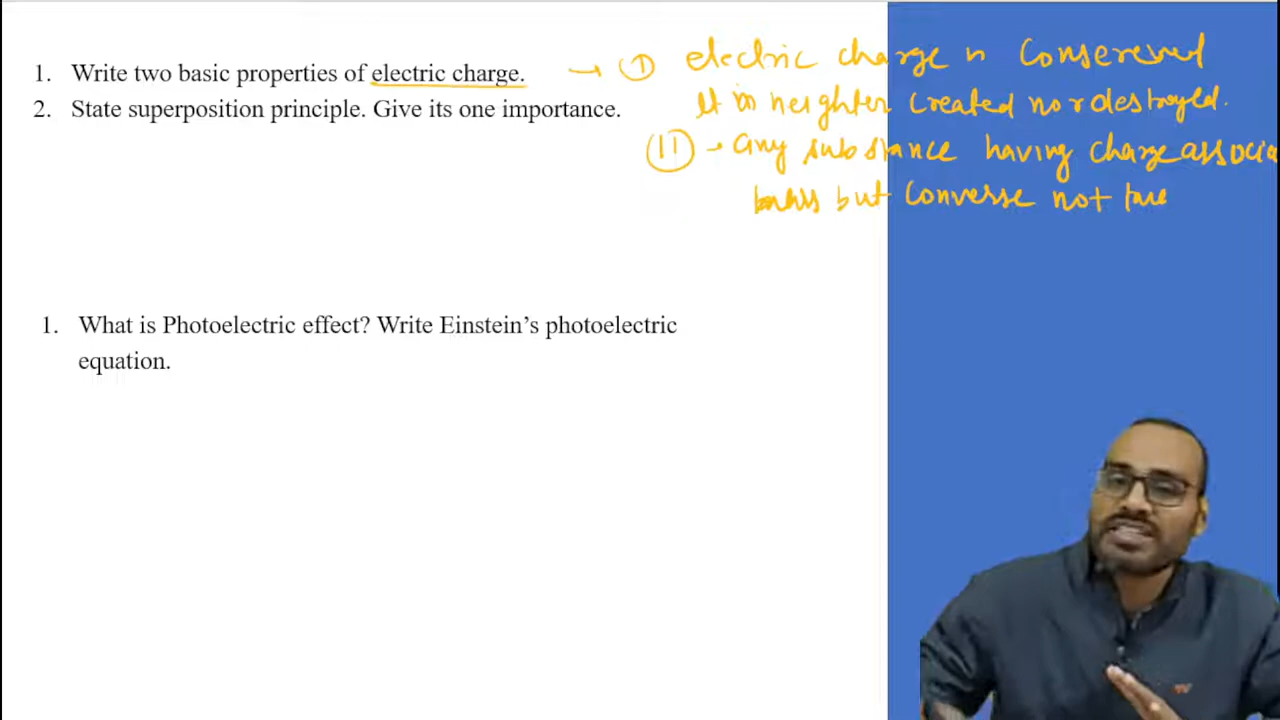 1. Write two basic properties of electric charge. → (I) electric charge is Conserved
2. State superposition principle. Give its one importance.
It is neighter Created nor destroyed.
(II) → any substance having charge associa
but Converse not true
1. What is Photoelectric effect? Write Einstein's photoelectric
equation.